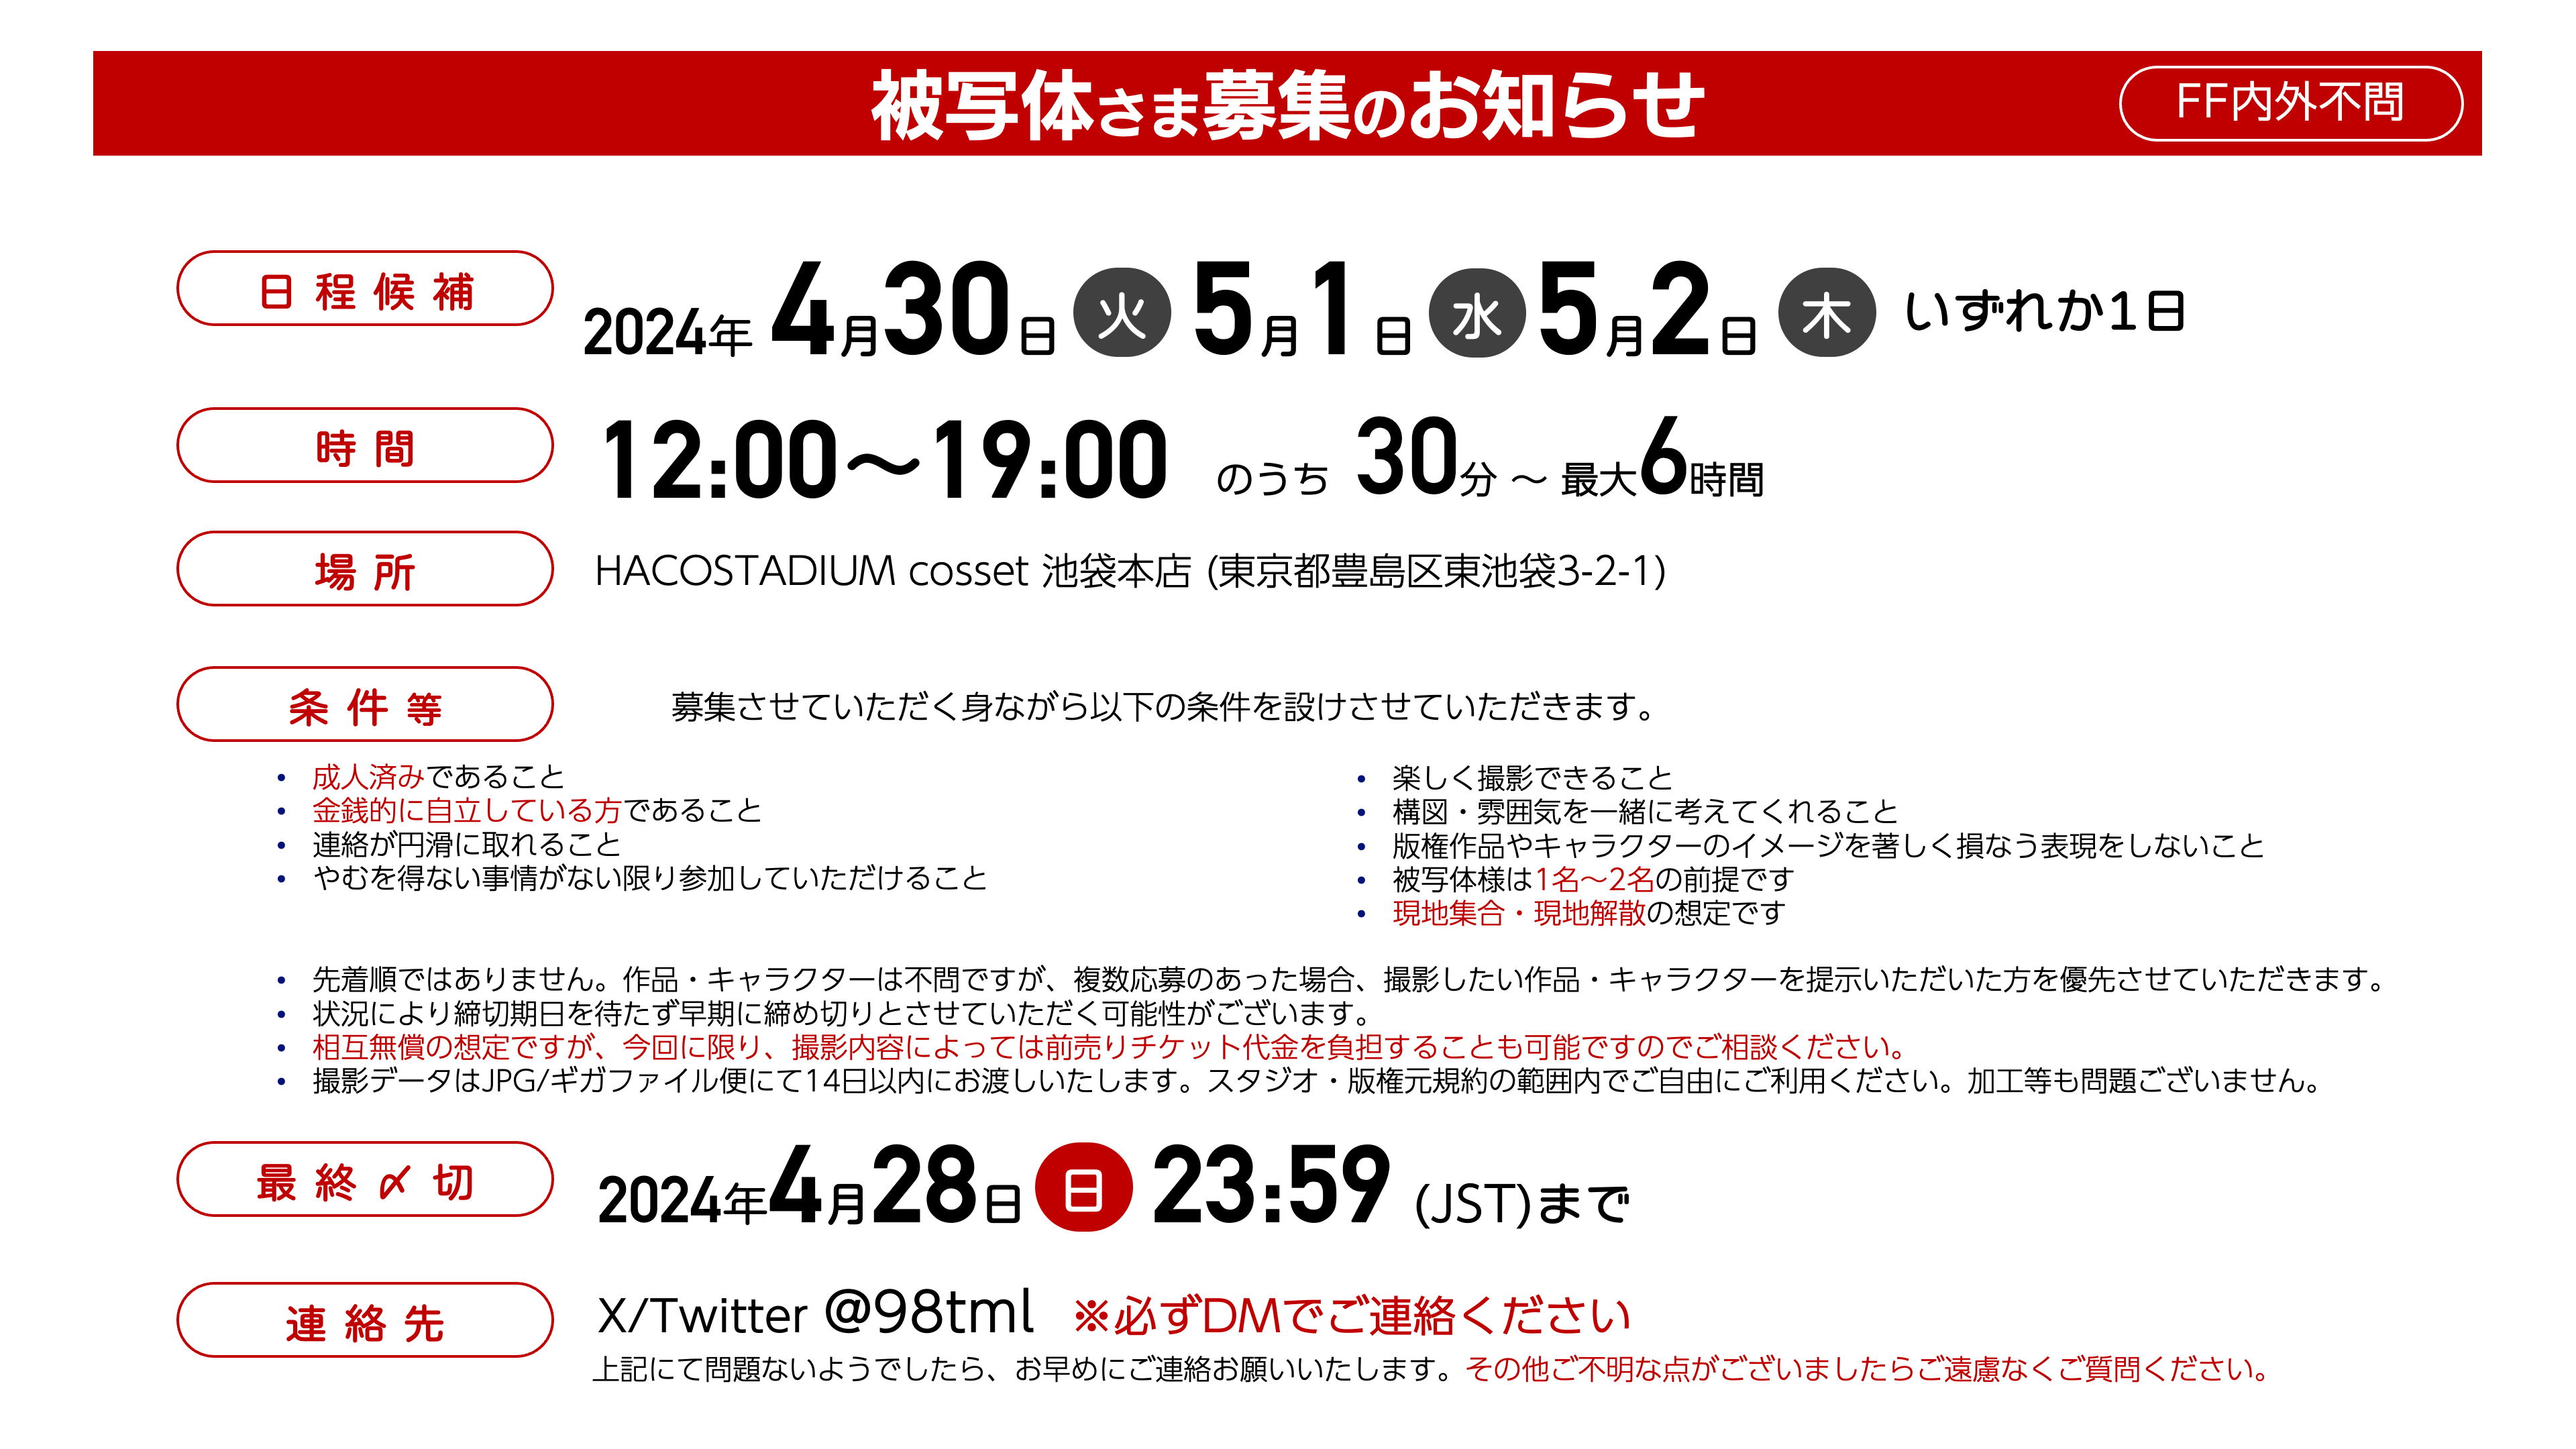 被写体さま募集のお知らせ FF内外不問
日程候補 2024年 4月30日 火 5月1日 水 5月2日 木 いずれか1日
時間 12:00～19:00 のうち 30分 ～ 最大6時間
場所 HACOSTADIUM cosset 池袋本店 (東京都豊島区東池袋3-2-1)
条件等 募集させていただく身ながら以下の条件を設けさせていただきます。
• 成人済みであること
• 金銭的に自立している方であること
• 連絡が円滑に取れること
• やむを得ない事情がない限り参加していただけること
• 楽しく撮影できること
• 構図・雰囲気を一緒に考えてくれること
• 版権作品やキャラクターのイメージを著しく損なう表現をしないこと
• 被写体様は1名～2名の前提です
• 現地集合・現地解散の想定です
• 先着順ではありません。作品・キャラクターは不問ですが、複数応募のあった場合、撮影したい作品・キャラクターを提示いただいた方を優先させていただきます。
• 状況により締切期日を待たず早期に締め切りとさせていただく可能性がございます。
• 相互無償の想定ですが、今回に限り、撮影内容によっては前売りチケット代金を負担することも可能ですのでご相談ください。
• 撮影データはJPG/ギガファイル便にて14日以内にお渡しいたします。スタジオ・版権元規約の範囲内でご自由にご利用ください。加工等も問題ございません。
最終〆切 2024年4月28日 日 23:59 (JST)まで
連絡先 X/Twitter @98tml ※必ずDMでご連絡ください
上記にて問題ないようでしたら、お早めにご連絡お願いいたします。その他ご不明な点がございましたらご遠慮なくご質問ください。